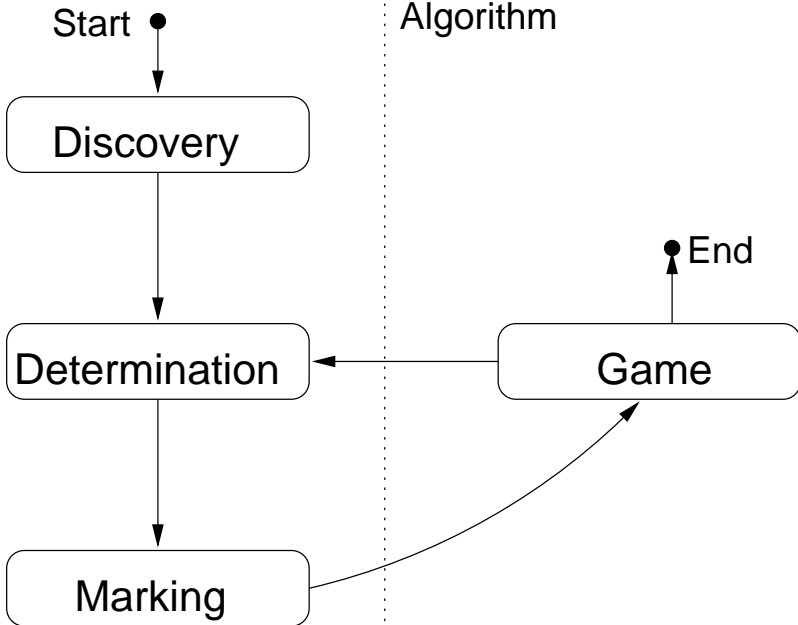 Start
Algorithm
Discovery
End
Determination
Game
Marking